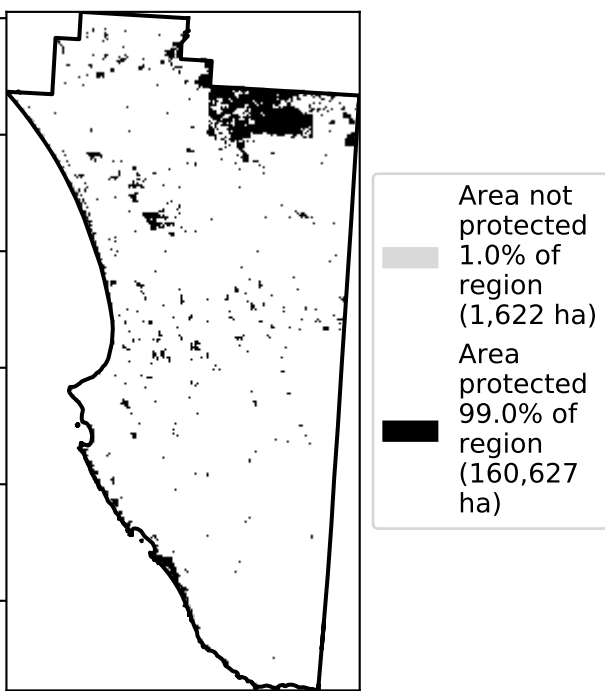 Area not
protected
1.0% of
region
(1,622 ha)
Area
protected
99.0% of
region
(160,627
ha)